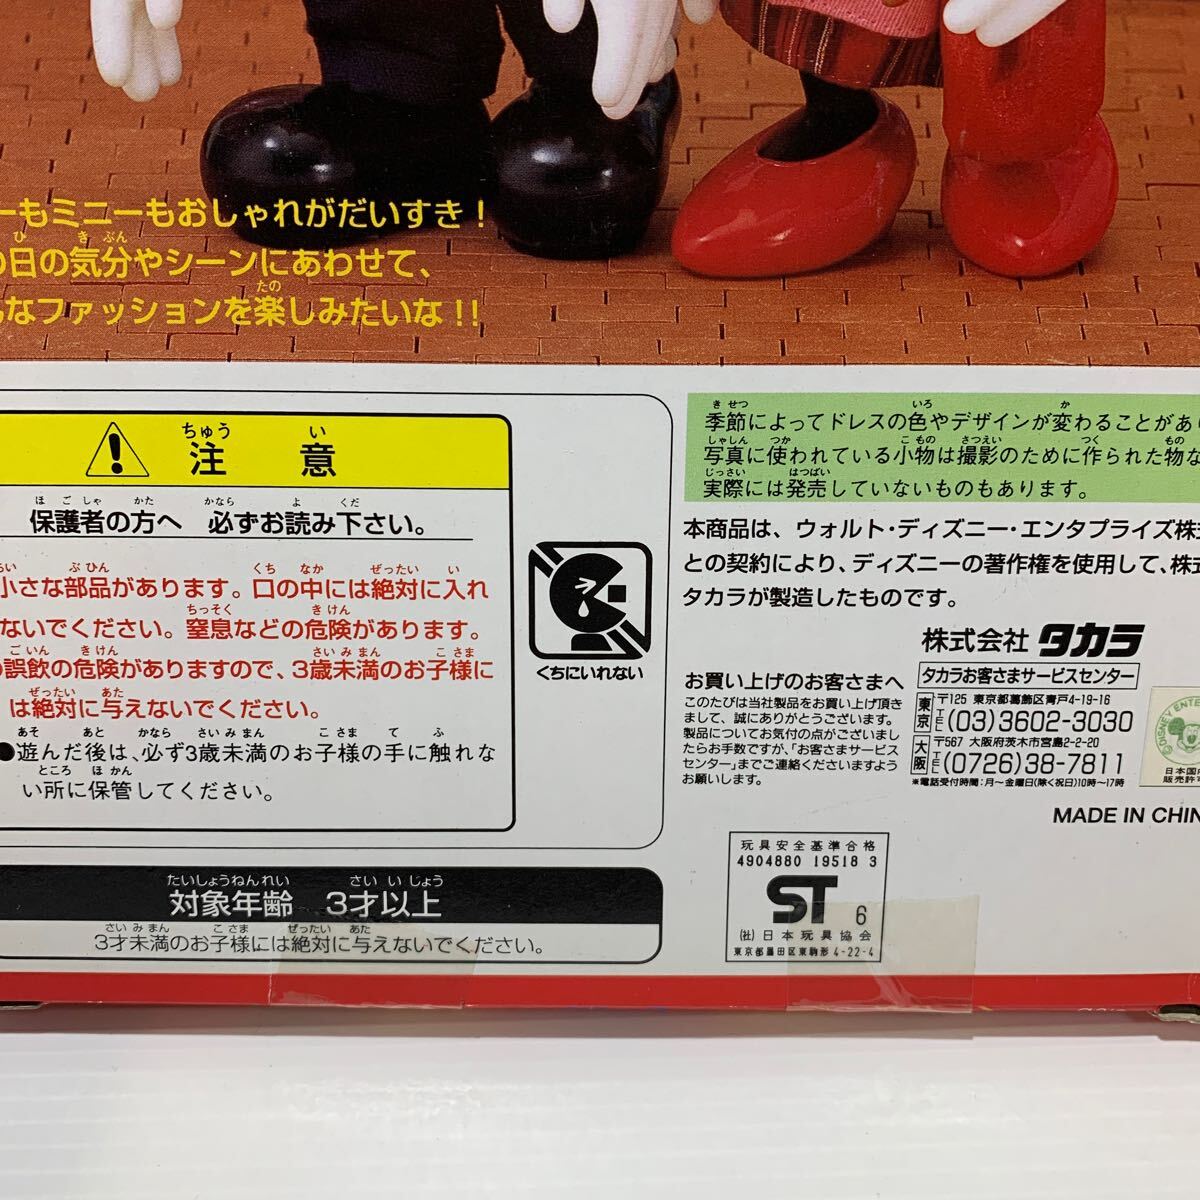 ーもミニーもおしゃれがだいすき!
の日の気分やシーンにあわせて、
なファッションを楽しみたいな!!
注意
保護者の方へ 必ずお読み下さい。
小さな部品があります。口の中には絶対に入れ
ないでください。窒息などの危険があります。
誤飲の危険がありますので、3歳未満のお子様に
は絶対に与えないでください。
●遊んだ後は、必ず3歳未満のお子様の手に触れな
い所に保管してください。
くちにいれない
対象年齢 3才以上
3才未満のお子様には絶対に与えないでください。
季節によってドレスの色やデザインが変わることがあり
写真に使われている小物は撮影のために作られた物な
実際には発売していないものもあります。
本商品は、ウォルト・ディズニー・エンタプライズ株式
との契約により、ディズニーの著作権を使用して、株式
タカラが製造したものです。
株式会社 タカラ
タカラお客さまサービスセンター
東京 〒125 東京都葛飾区青戸4-19-16
TEL(03)3602-3030
大阪 〒567 大阪府茨木市宮島2-2-20
TEL(0726)38-7811
*電話受付時間:月〜金曜日(除く祝日)10時〜17時
お買い上げのお客さまへ
このたびは当社製品をお買い上げ頂き
まして、誠にありがとうございます。
製品についてお気付の点がございまし
たらお手数ですが、「お客さまサービス
センター」までご連絡くださいますよう
お願いします。
©DISNEY ENTE
日本国内
販売許可
MADE IN CHIN
玩具安全基準合格
4904880 19518 3
ST 6
(社)日本玩具協会
東京都墨田区東駒形 4-22-4